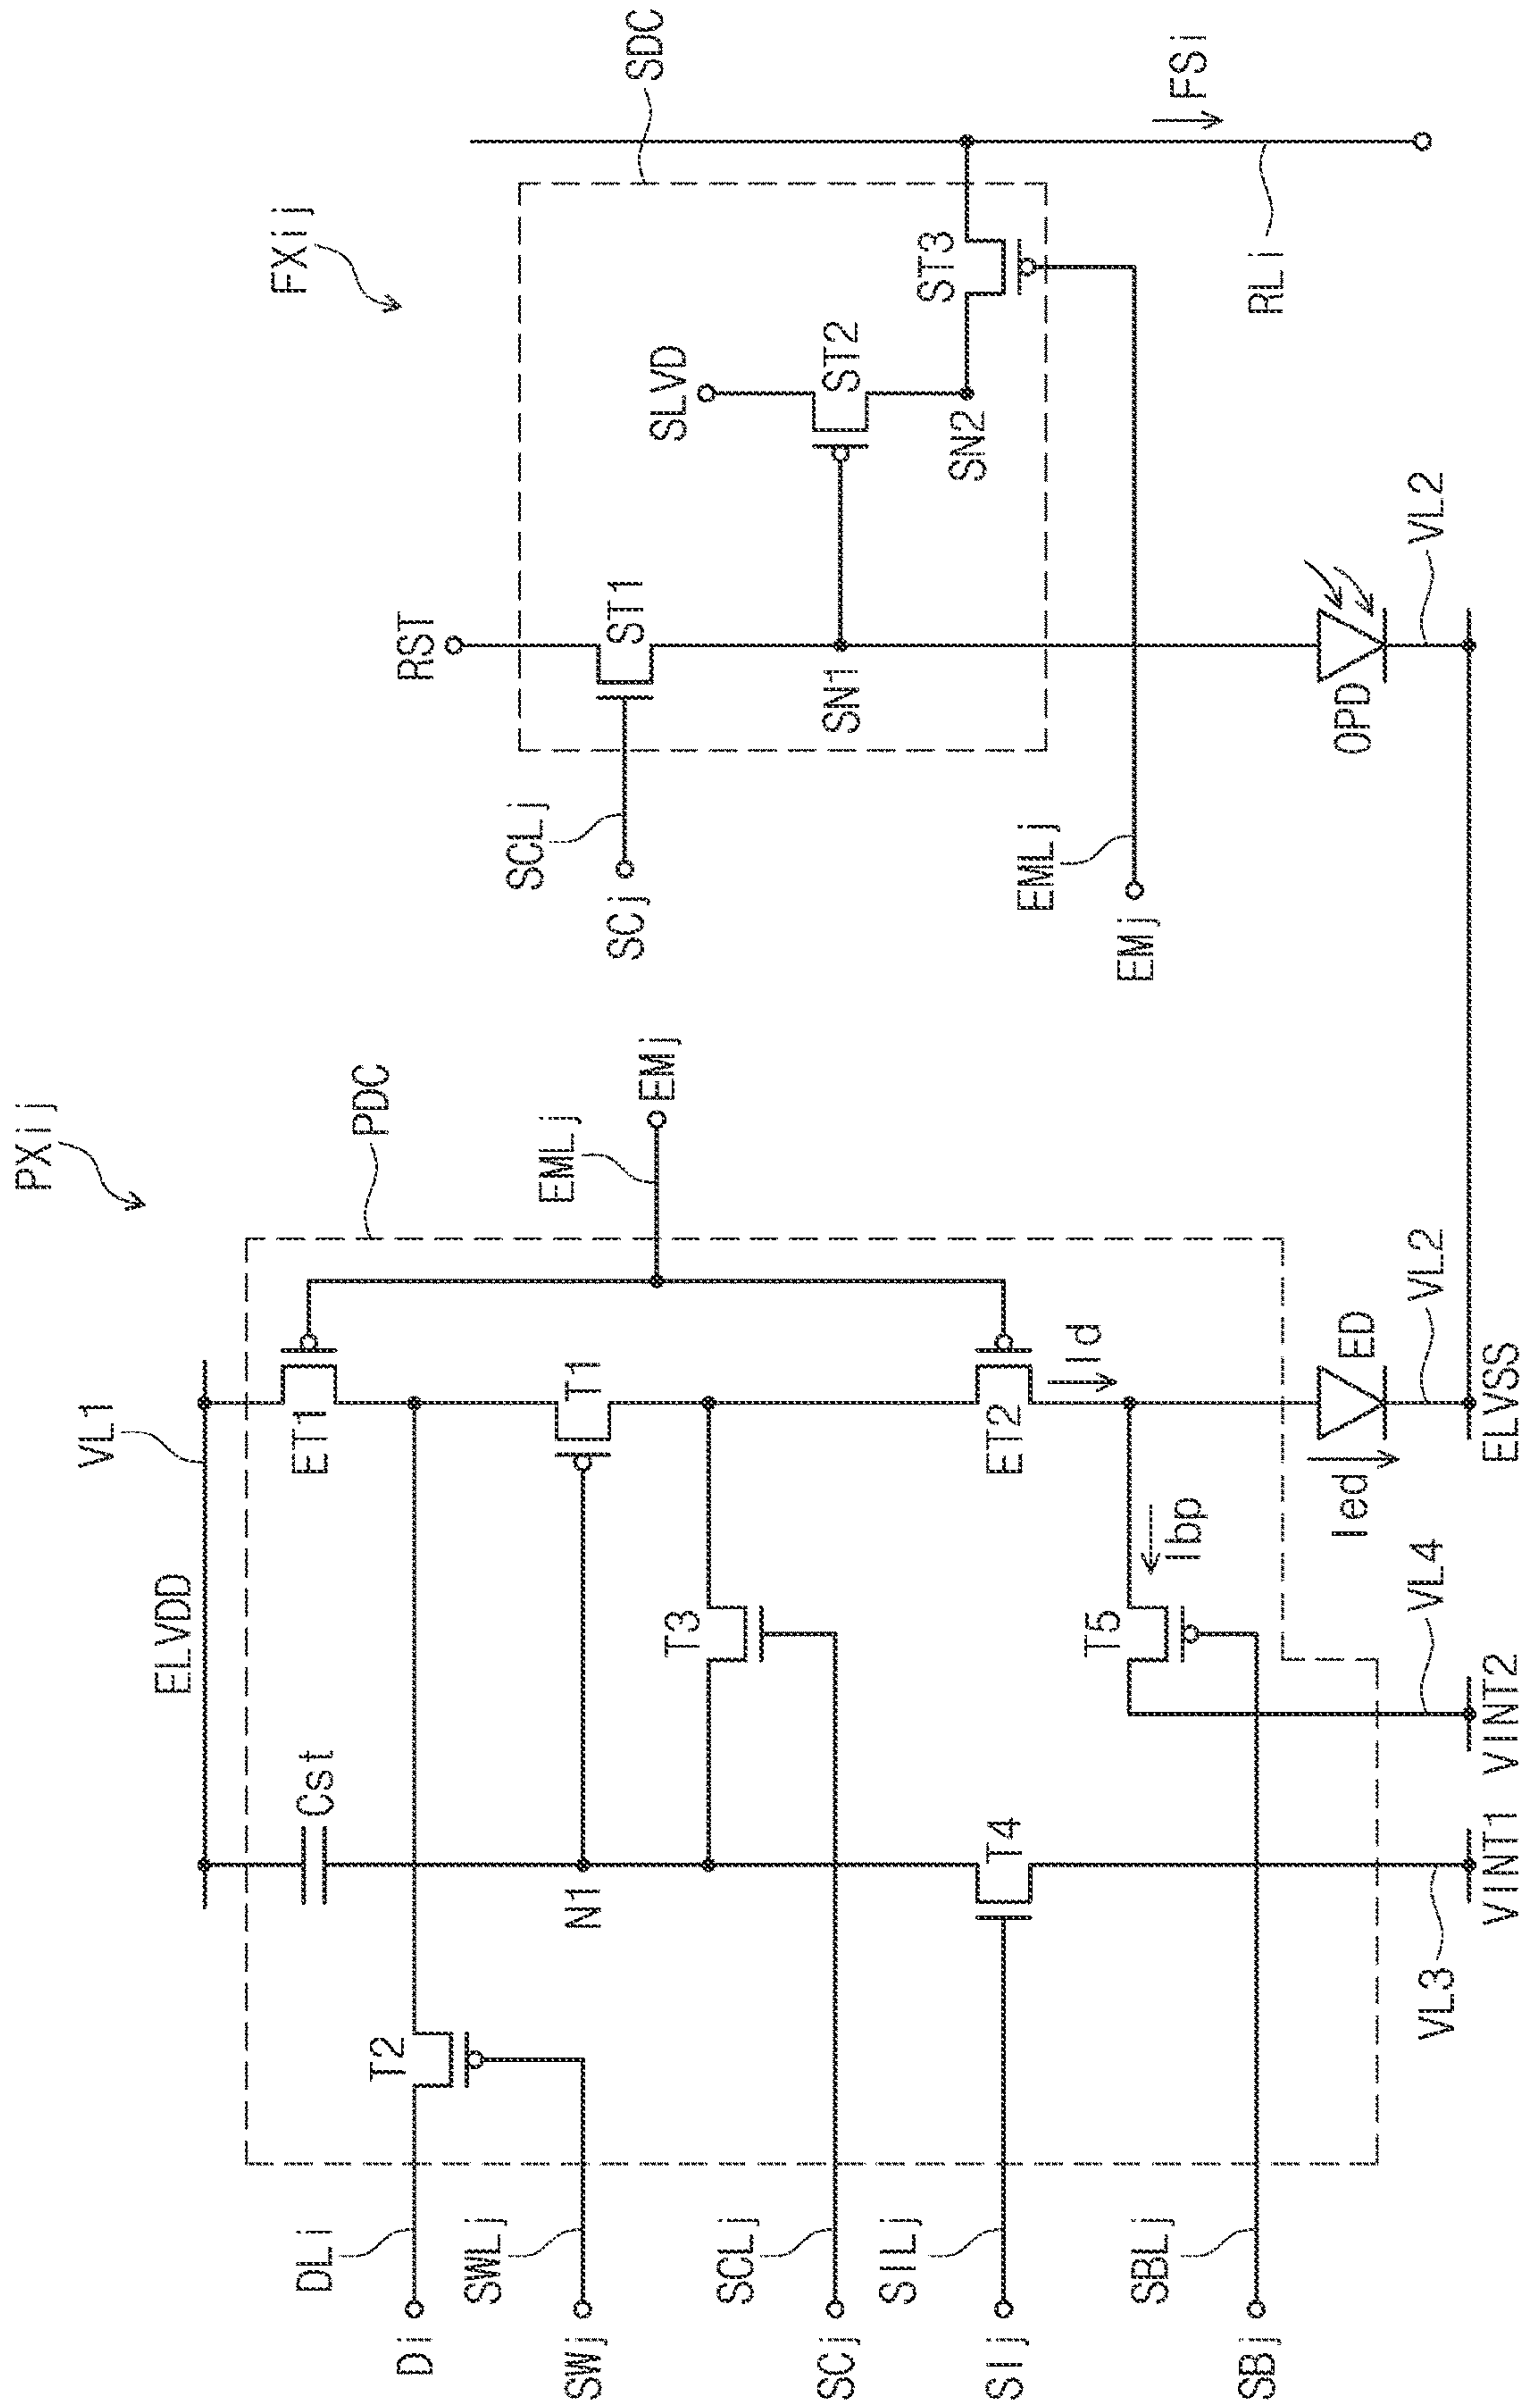 PXij
VL1
ELVDD
FXij
DLi
Cst
ET1
PDC
T2
RST
Di
SWLj
SCLj
EMLj
SWj
N1
T1
SCj
ST1
SDC
EMj
SLVD
T3
SCLj
SCj
SN1
ST2
SILj
ST3
SN2
SIj
T4
ET2
EMLj
Id
T5
EMj
SBLj
Ibp
FSi
SBj
RLi
Ied
ED
OPD
VL4
VL2
VL2
VL3
VINT1 VINT2
ELVSS